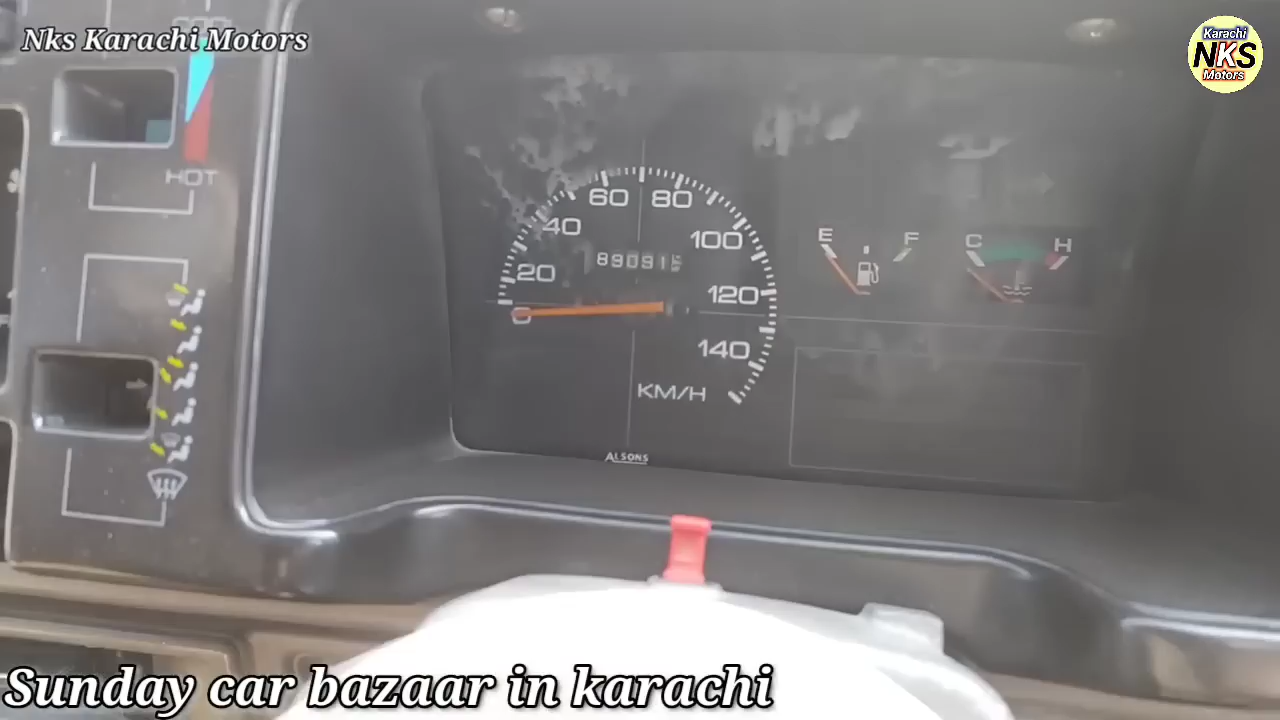 Nks Karachi Motors
Karachi
NKS
Motors
HOT
0
20
40
60
80
100
120
140
KM/H
E
F
C
H
ALSONS
Sunday car bazaar in karachi